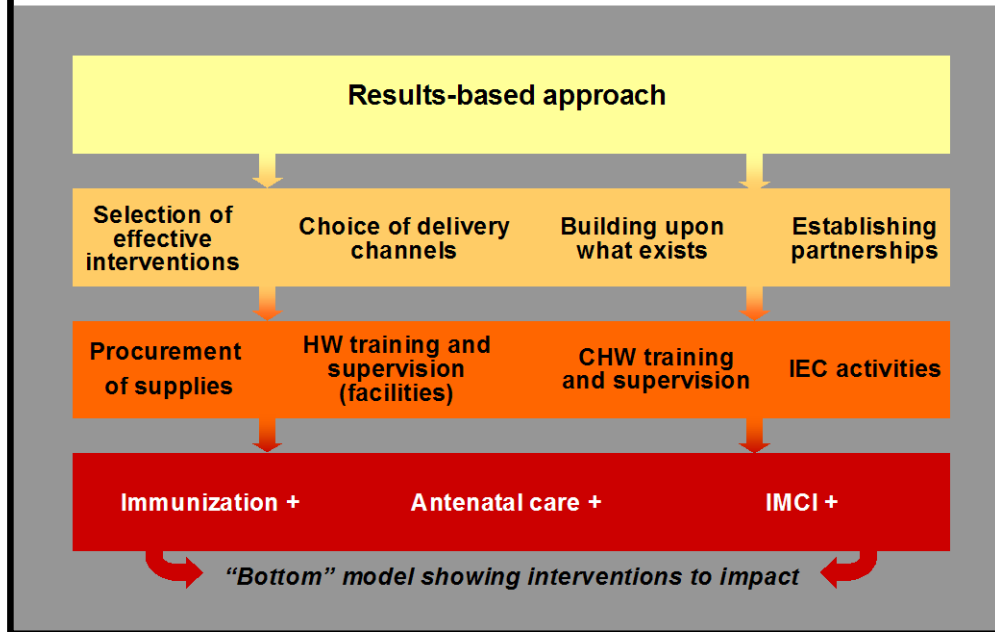 Results-based approach
Selection of
effective
interventions
Choice of delivery
channels
Building upon
what exists
Establishing
partnerships
Procurement
of supplies
HW training and
supervision
(facilities)
CHW training
and supervision
IEC activities
Immunization +
Antenatal care +
IMCI +
“Bottom” model showing interventions to impact